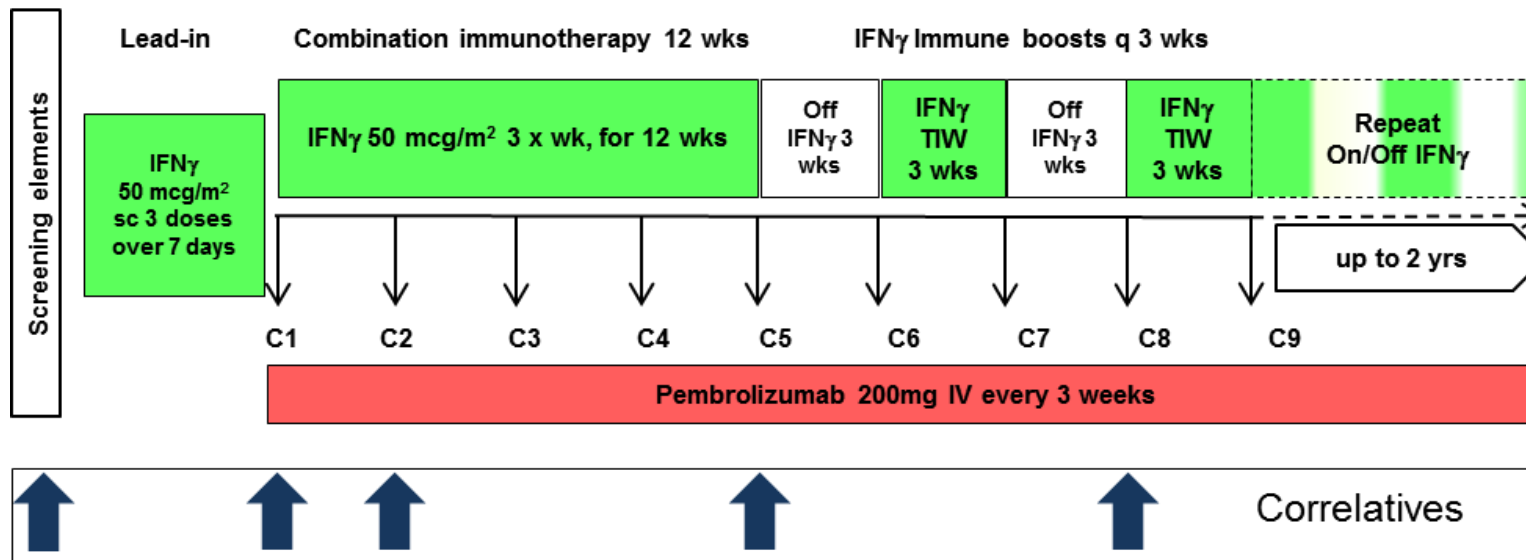 Screening elements
Lead-in
Combination immunotherapy 12 wks
IFNγ Immune boosts q 3 wks
IFNγ
50 mcg/m²
sc 3 doses
over 7 days
IFNγ 50 mcg/m² 3 x wk, for 12 wks
Off
IFNγ 3
wks
IFNγ
TIW
3 wks
Off
IFNγ 3
wks
IFNγ
TIW
3 wks
Repeat
On/Off IFNγ
up to 2 yrs
C1
C2
C3
C4
C5
C6
C7
C8
C9
Pembrolizumab 200mg IV every 3 weeks
Correlatives